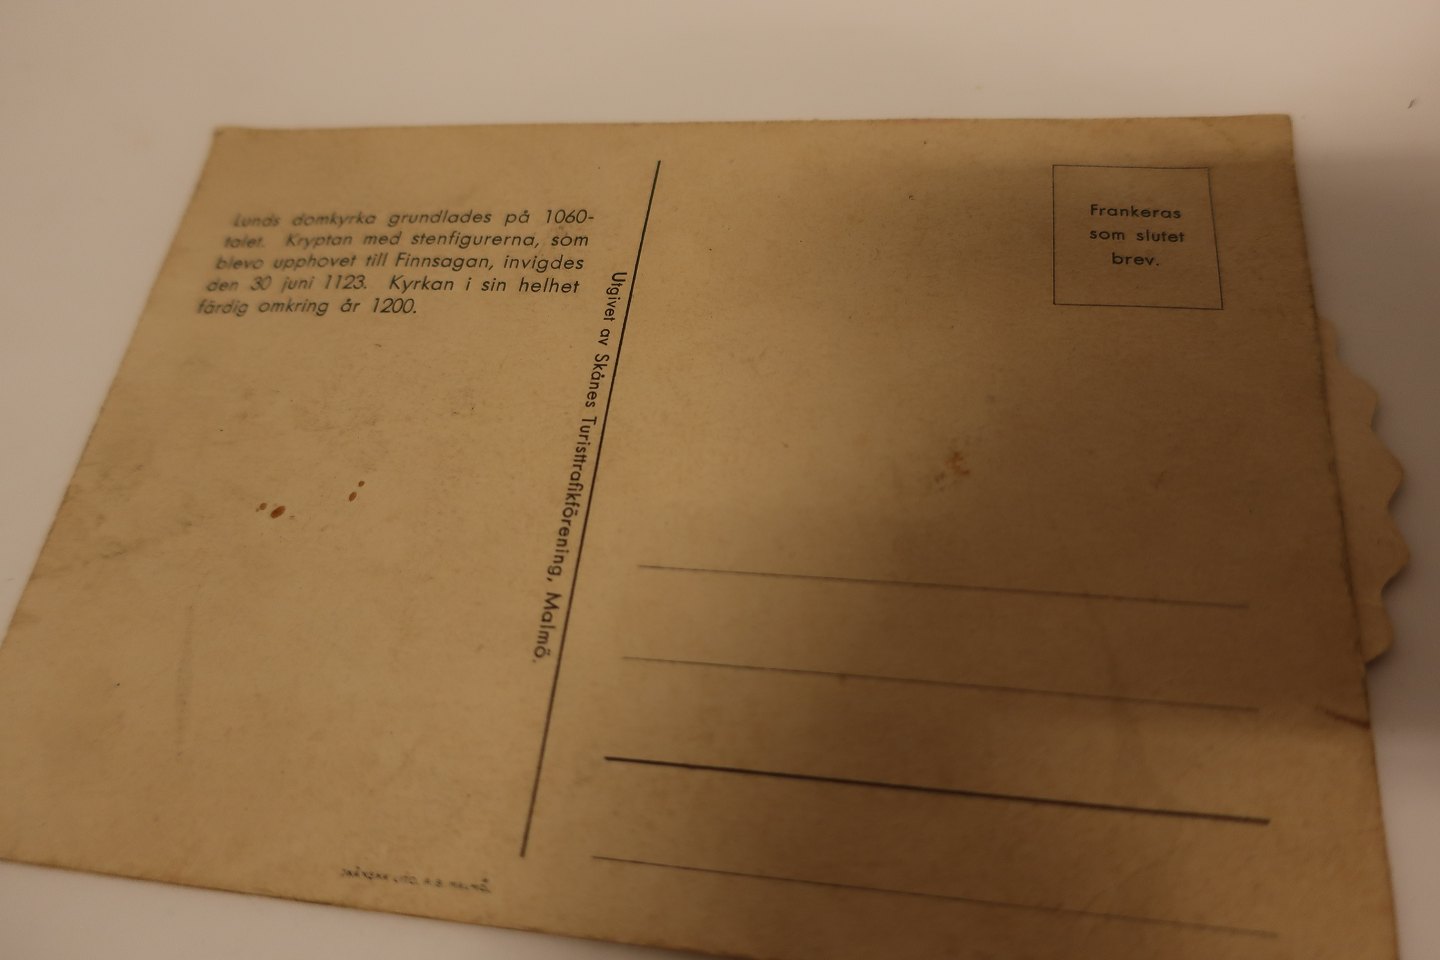 Lunds domkyrka grundlades på 1060-
talet. Kryptan med stenfigurerna, som
blevo upphovet till Finnsagan, invigdes
den 30 juni 1123. Kyrkan i sin helhet
färdig omkring år 1200.
Utgivet av Skånes Turisttrafikförening, Malmö.
Frankeras
som slutet
brev.